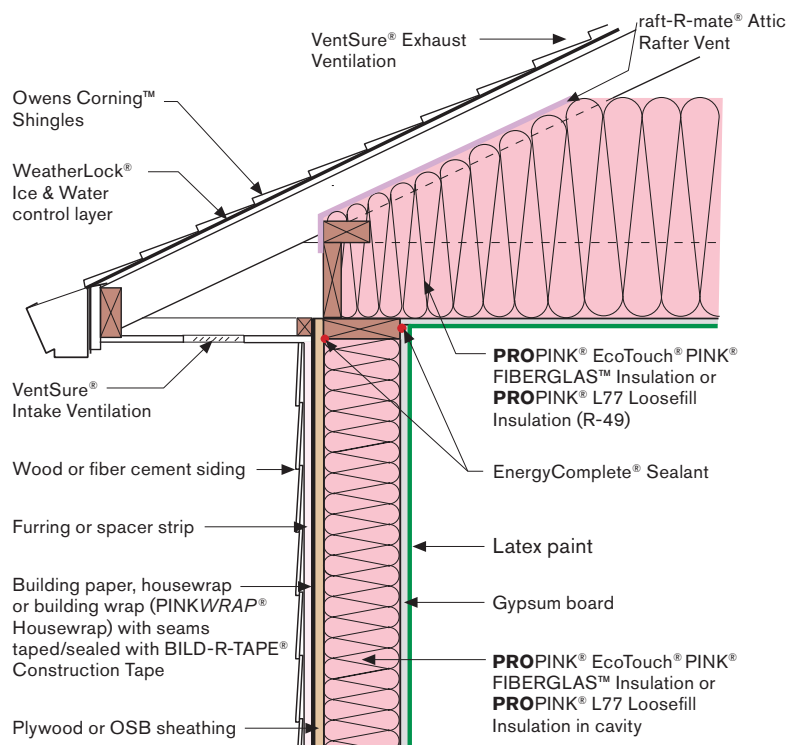 VentSure® Exhaust
Ventilation
raft-R-mate® Attic
Rafter Vent
Owens Corning™
Shingles
WeatherLock®
Ice & Water
control layer
VentSure®
Intake Ventilation
Wood or fiber cement siding
Furring or spacer strip
Building paper, housewrap
or building wrap (PINKWRAP®
Housewrap) with seams
taped/sealed with BILD-R-TAPE®
Construction Tape
Plywood or OSB sheathing
PROPINK® EcoTouch® PINK®
FIBERGLAS™ Insulation or
PROPINK® L77 Loosefill
Insulation (R-49)
EnergyComplete® Sealant
Latex paint
Gypsum board
PROPINK® EcoTouch® PINK®
FIBERGLAS™ Insulation or
PROPINK® L77 Loosefill
Insulation in cavity